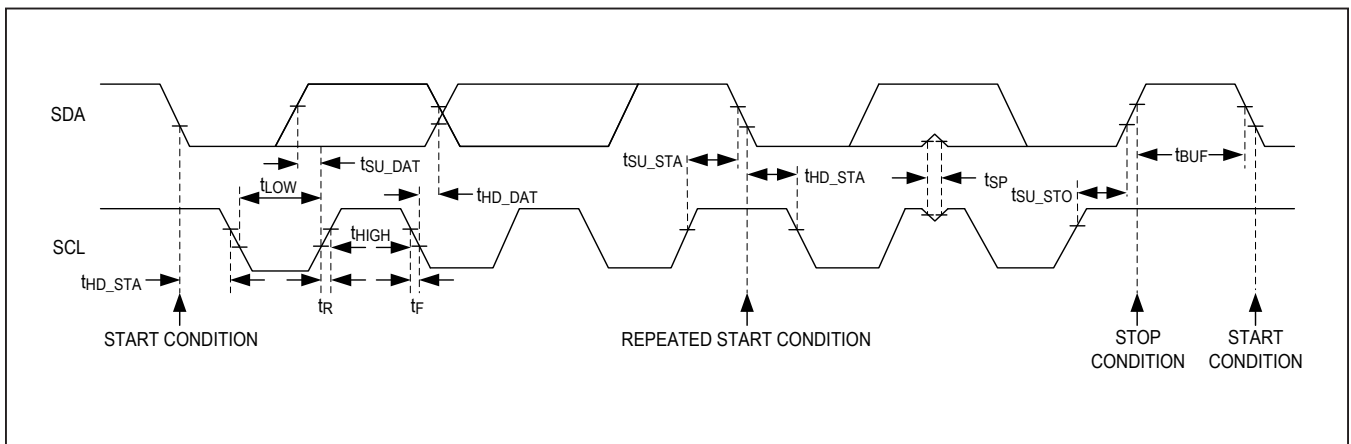 SDA
tSU_DAT
tSU_STA
tHD_STA
tSP
tBUF
tLOW
tHD_DAT
tSU_STO
SCL
tHIGH
tHD_STA
tR
tF
START CONDITION
REPEATED START CONDITION
STOP
CONDITION
START
CONDITION